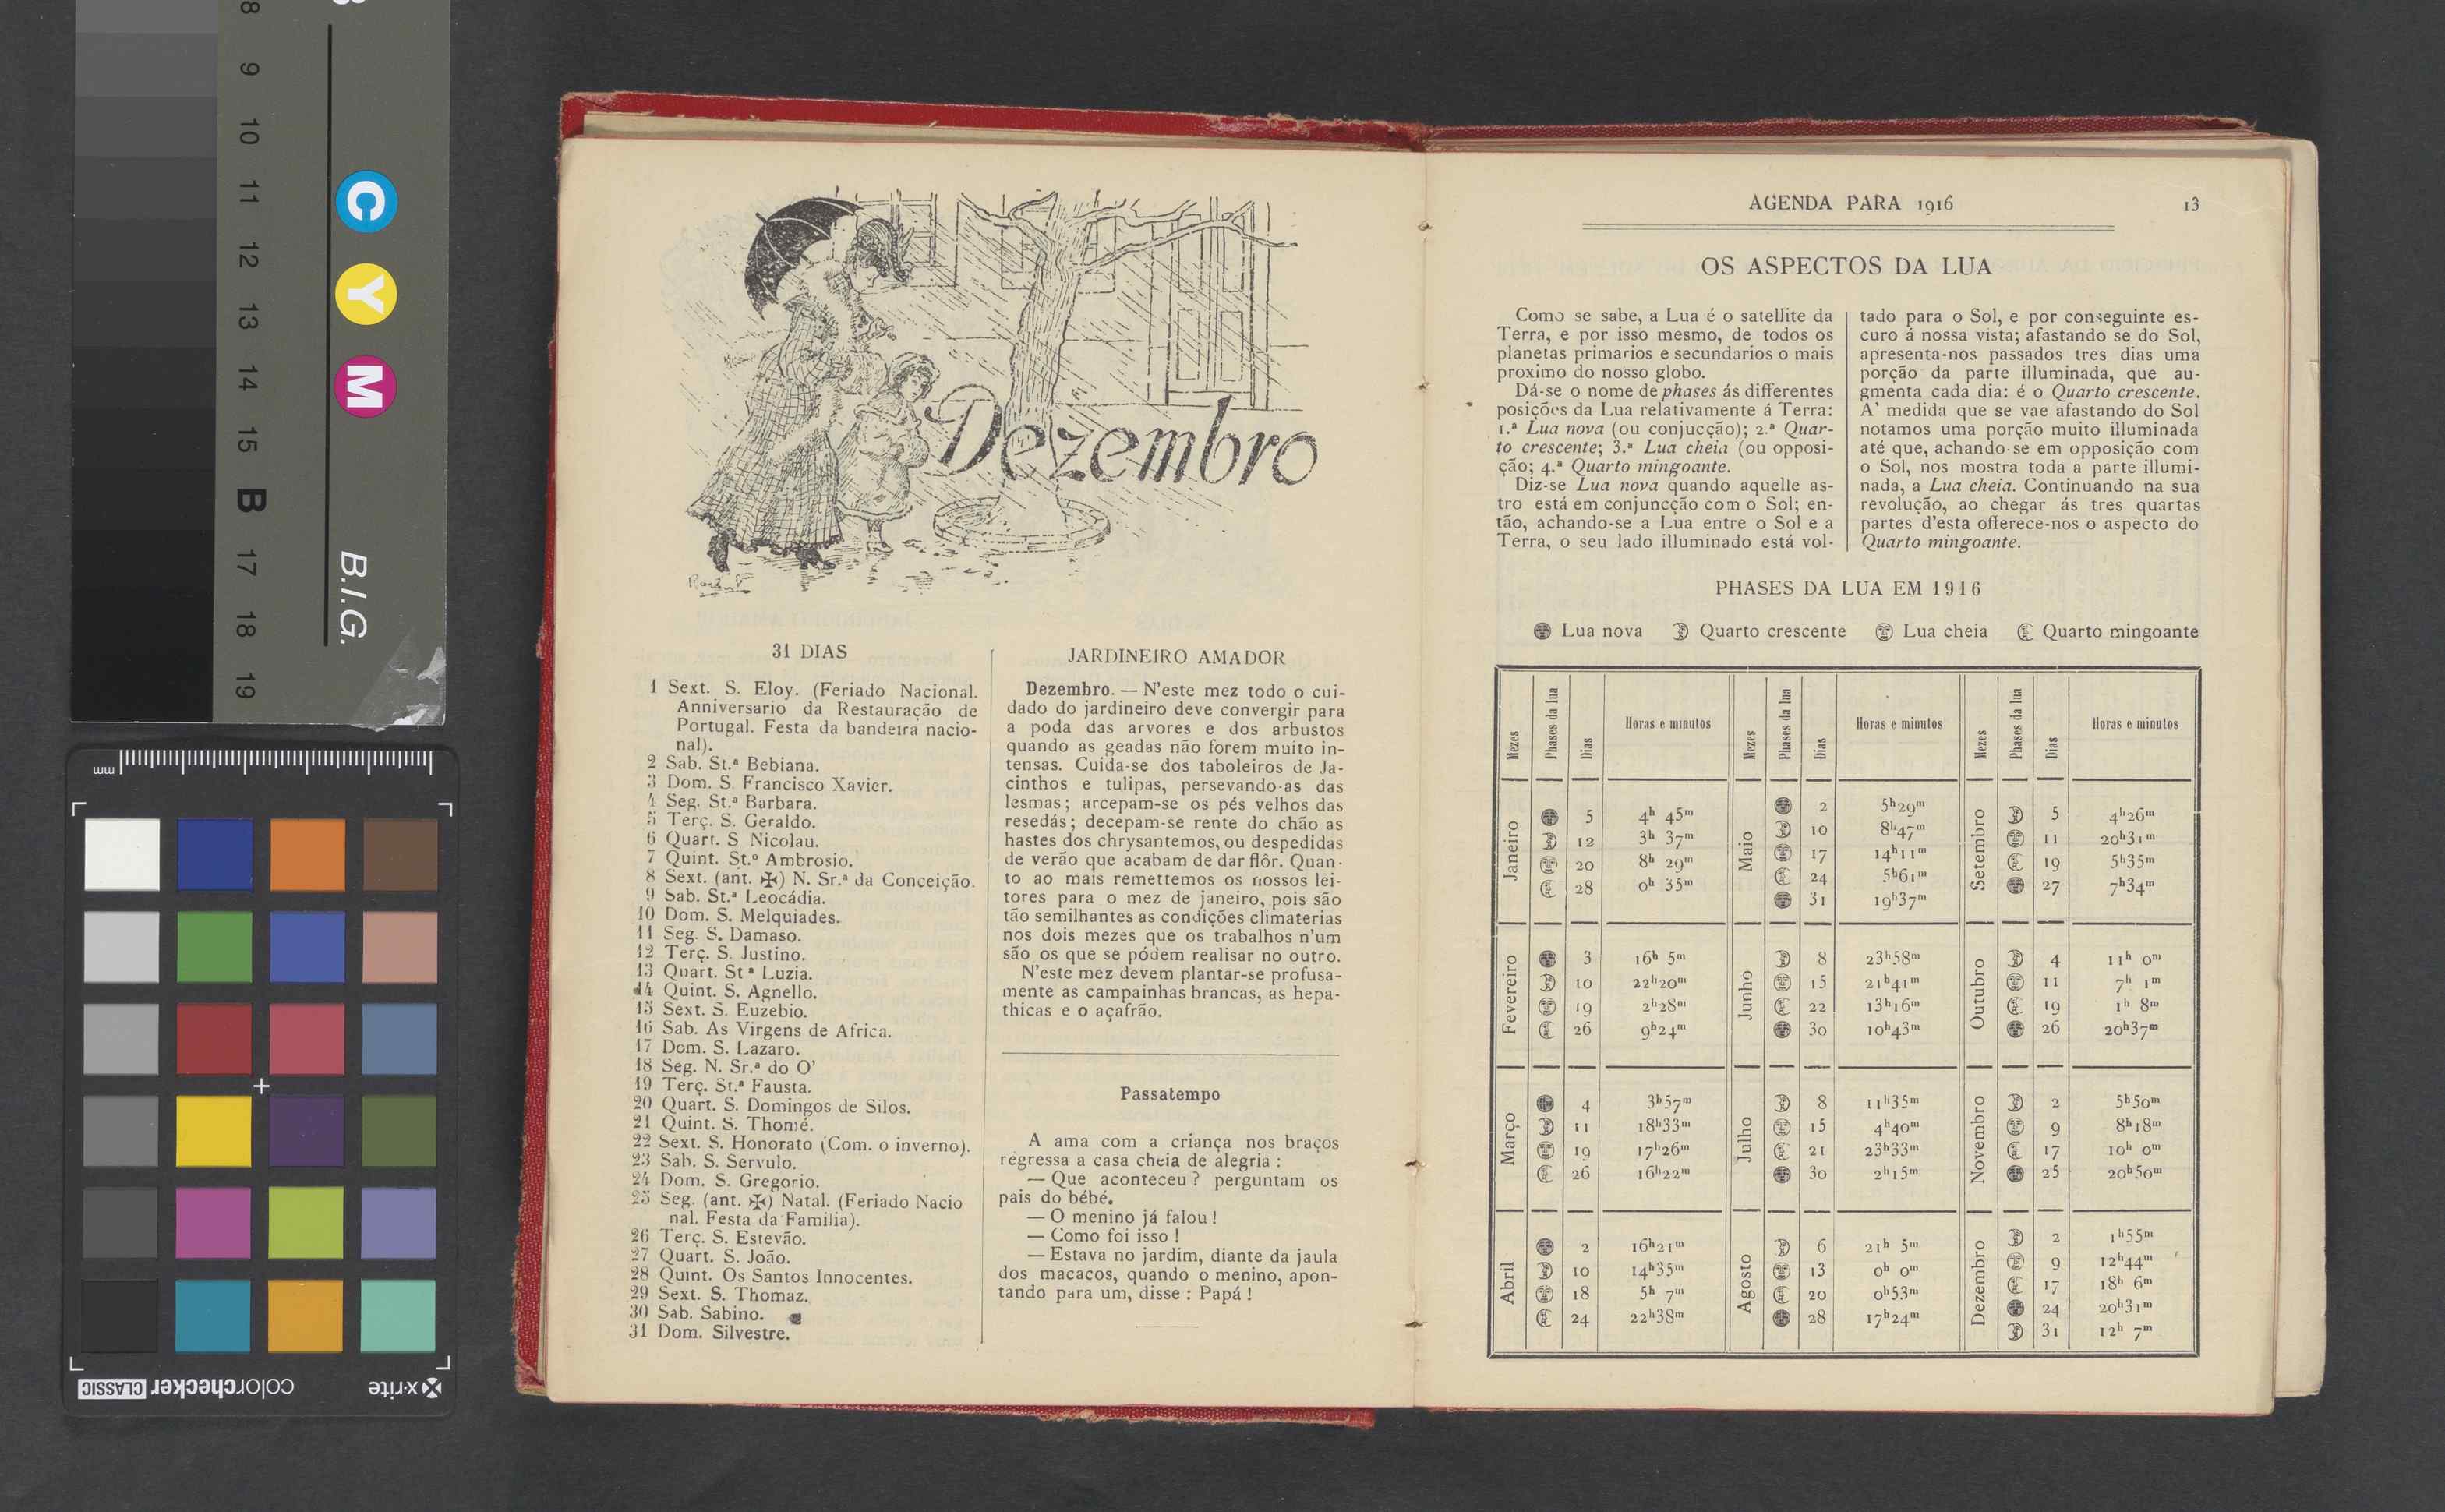 8
9
10
11
12
13
14
15
B
17
18
19
C
Y
M
B.I.G.
mm
colorchecker CLASSIC
x-rite
Dezembro
31 DIAS
1 Sext. S. Eloy. (Feriado Nacional.
Anniversario da Restauração de
Portugal. Festa da bandeira nacio-
nal).
2 Sab. St.ª Bebiana.
3 Dom. S. Francisco Xavier.
4 Seg. St.ª Barbara.
5 Terç. S. Geraldo.
6 Quart. S Nicolau.
7 Quint. St.º Ambrosio.
8 Sext. (ant. ✠) N. Sr.ª da Conceição.
9 Sab. St.ª Leocádia.
10 Dom. S. Melquiades.
11 Seg. S. Damaso.
12 Terç. S. Justino.
13 Quart. St ª Luzia.
14 Quint. S. Agnello.
15 Sext. S. Euzebio.
16 Sab. As Virgens de Africa.
17 Dom. S. Lazaro.
18 Seg. N. Sr.ª do O'
19 Terç. St.ª Fausta.
20 Quart. S. Domingos de Silos.
21 Quint. S. Thomé.
22 Sext. S. Honorato (Com. o inverno).
23 Sab. S. Servulo.
24 Dom. S. Gregorio.
25 Seg. (ant. ✠) Natal. (Feriado Nacio
nal. Festa da Familia).
26 Terç. S. Estevão.
27 Quart. S. João.
28 Quint. Os Santos Innocentes.
29 Sext. S. Thomaz.
30 Sab. Sabino.
31 Dom. Silvestre.
JARDINEIRO AMADOR
Dezembro. — N'este mez todo o cui-
dado do jardineiro deve convergir para
a poda das arvores e dos arbustos
quando as geadas não forem muito in-
tensas. Cuida-se dos taboleiros de Ja-
cinthos e tulipas, persevando-as das
lesmas; arcepam-se os pés velhos das
resedás; decepam-se rente do chão as
hastes dos chrysantemos, ou despedidas
de verão que acabam de dar flôr. Quan-
to ao mais remettemos os nossos lei-
tores para o mez de janeiro, pois são
tão semilhantes as condições climaterias
nos dois mezes que os trabalhos n'um
são os que se pódem realisar no outro.
N'este mez devem plantar-se profusa-
mente as campainhas brancas, as hepa-
thicas e o açafrão.
Passatempo
A ama com a criança nos braços
regressa a casa cheia de alegria :
— Que aconteceu ? perguntam os
pais do bébé.
— O menino já falou !
— Como foi isso !
— Estava no jardim, diante da jaula
dos macacos, quando o menino, apon-
tando para um, disse : Papá !
AGENDA PARA 1916
13
OS ASPECTOS DA LUA
Como se sabe, a Lua é o satellite da
Terra, e por isso mesmo, de todos os
planetas primarios e secundarios o mais
proximo do nosso globo.
Dá-se o nome de phases ás differentes
posições da Lua relativamente á Terra:
1.ª Lua nova (ou conjucção); 2.ª Quar-
to crescente; 3.ª Lua cheia (ou opposi-
ção; 4.ª Quarto mingoante.
Diz-se Lua nova quando aquelle as-
tro está em conjuncção com o Sol; en-
tão, achando-se a Lua entre o Sol e a
Terra, o seu lado illuminado está vol-
tado para o Sol, e por conseguinte es-
curo á nossa vista; afastando se do Sol,
apresenta-nos passados tres dias uma
porção da parte illuminada, que au-
gmenta cada dia: é o Quarto crescente.
A' medida que se vae afastando do Sol
notamos uma porção muito illuminada
até que, achando-se em opposição com
o Sol, nos mostra toda a parte illumi-
nada, a Lua cheia. Continuando na sua
revolução, ao chegar ás tres quartas
partes d'esta offerece-nos o aspecto do
Quarto mingoante.
PHASES DA LUA EM 1916
Lua nova Quarto crescente Lua cheia Quarto mingoante
Mezes Phases da lua Dias Horas e minutos Mezes Phases da lua Dias Horas e minutos Mezes Phases da lua Dias Horas e minutos
Janeiro
5 4h 45m
12 3h 37m
20 8h 29m
28 0h 35m
Maio
2 5h29m
10 8h47m
17 14h11m
24 5h61m
31 19h37m
Setembro
5 4h26m
11 20h31m
19 5h35m
27 7h34m
Fevereiro
3 16h 5m
10 22h20m
19 2h28m
26 9h24m
Junho
8 23h58m
15 21h41m
22 13h16m
30 10h43m
Outubro
4 11h 0m
11 7h 1m
19 1h 8m
26 20h37m
Março
4 3h57m
11 18h33m
19 17h26m
26 16h22m
Julho
8 11h35m
15 4h40m
21 23h33m
30 2h15m
Novembro
2 5h50m
9 8h18m
17 10h 0m
25 20h50m
Abril
2 16h21m
10 14h35m
18 5h 7m
24 22h38m
Agosto
6 21h 5m
13 0h 0m
20 0h53m
28 17h24m
Dezembro
2 1h55m
9 12h44m
17 18h 6m
24 20h31m
31 12h 7m